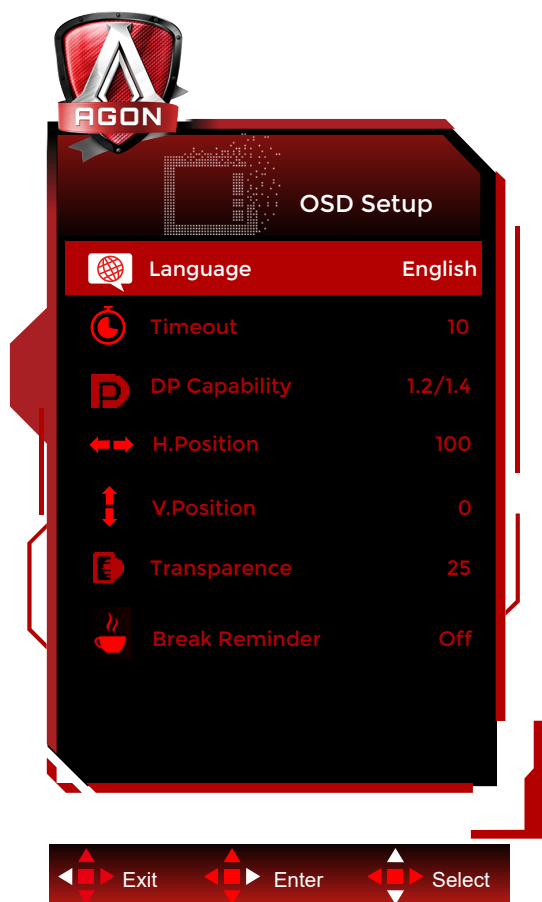 AGON
OSD Setup
Language English
Timeout 10
DP Capability 1.2/1.4
H.Position 100
V.Position 0
Transparence 25
Break Reminder Off
Exit Enter Select